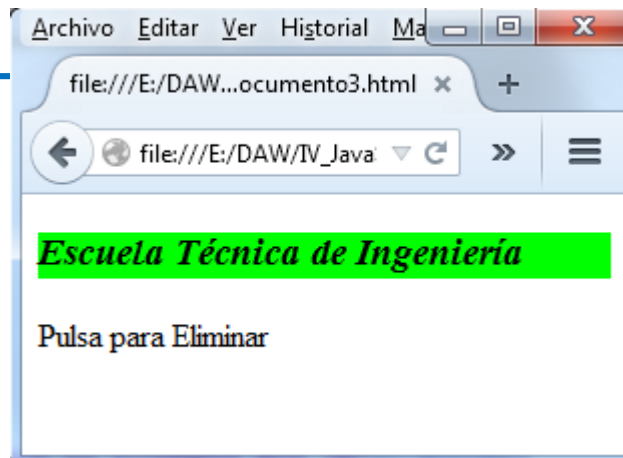 Archivo Editar Ver Historial Ma
file:///E:/DAW...ocumento3.html
file:///E:/DAW/IV_Java
Escuela Técnica de Ingeniería
Pulsa para Eliminar